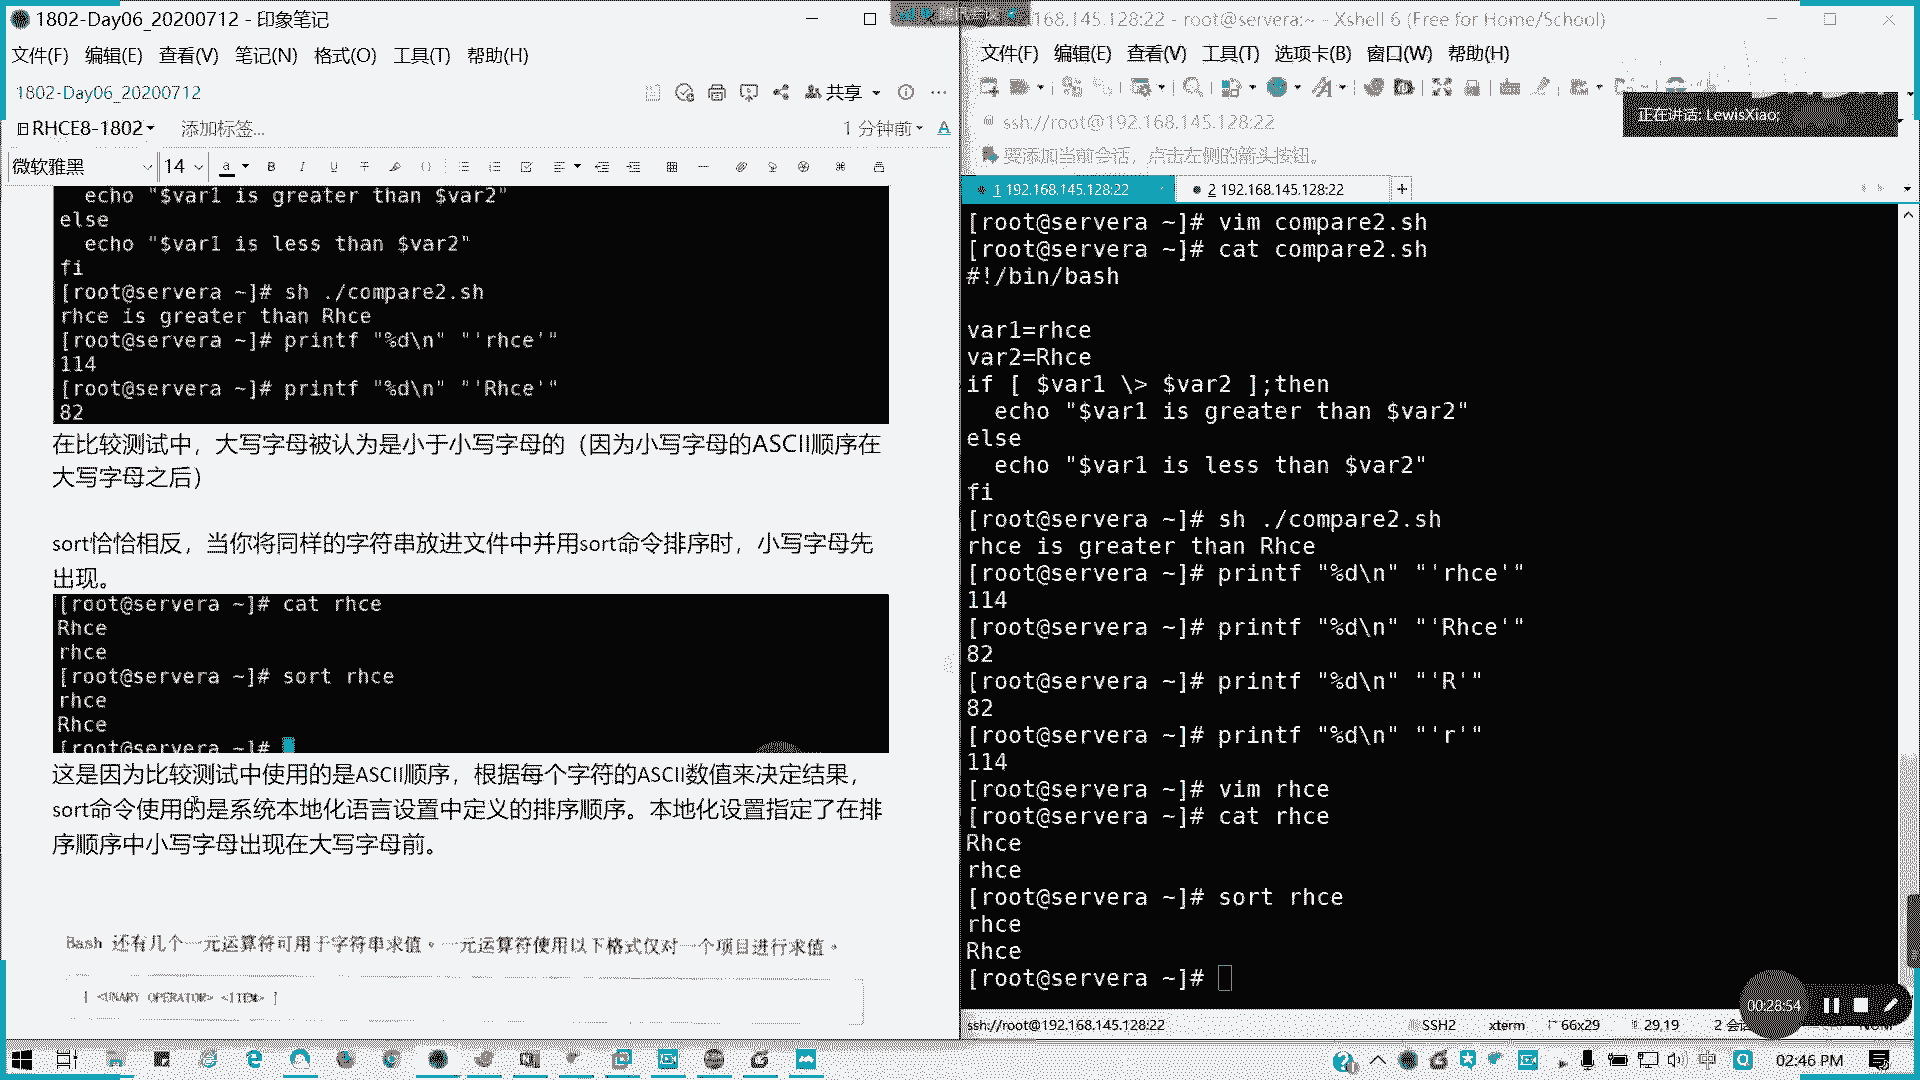 1802-Day06_20200712 - 印象笔记
文件(F) 编辑(E) 查看(V) 笔记(N) 格式(O) 工具(T) 帮助(H)
1802-Day06_20200712
共享
RHCE8-1802
添加标签...
1 分钟前
微软雅黑 14
echo "$var1 is greater than $var2"
else
echo "$var1 is less than $var2"
fi
[root@servera ~]# sh ./compare2.sh
rhce is greater than Rhce
[root@servera ~]# printf "%d\n" "'rhce'"
114
[root@servera ~]# printf "%d\n" "'Rhce'"
82
在比较测试中，大写字母被认为是小于小写字母的（因为小写字母的ASCII顺序在
大写字母之后）
sort恰恰相反，当你将同样的字符串放进文件中并用sort命令排序时，小写字母先
出现。
[root@servera ~]# cat rhce
Rhce
rhce
[root@servera ~]# sort rhce
rhce
Rhce
[root@servera ~]#
这是因为比较测试中使用的是ASCII顺序，根据每个字符的ASCII数值来决定结果，
sort命令使用的是系统本地化语言设置中定义的排序顺序。本地化设置指定了在排
序顺序中小写字母出现在大写字母前。
Bash 还有几个一元运算符可用于字符串求值。一元运算符使用以下格式仅对一个项目进行求值。
[ <UNARY OPERATOR> <ITEM> ]
168.145.128:22 - root@servera:~ - Xshell 6 (Free for Home/School)
文件(F) 编辑(E) 查看(V) 工具(T) 选项卡(B) 窗口(W) 帮助(H)
ssh://root@192.168.145.128:22
正在讲话: LewisXiao;
要添加当前会话，点击左侧的箭头按钮。
1 192.168.145.128:22
2 192.168.145.128:22
[root@servera ~]# vim compare2.sh
[root@servera ~]# cat compare2.sh
#!/bin/bash
var1=rhce
var2=Rhce
if [ $var1 \> $var2 ];then
echo "$var1 is greater than $var2"
else
echo "$var1 is less than $var2"
fi
[root@servera ~]# sh ./compare2.sh
rhce is greater than Rhce
[root@servera ~]# printf "%d\n" "'rhce'"
114
[root@servera ~]# printf "%d\n" "'Rhce'"
82
[root@servera ~]# printf "%d\n" "'R'"
82
[root@servera ~]# printf "%d\n" "'r'"
114
[root@servera ~]# vim rhce
[root@servera ~]# cat rhce
Rhce
rhce
[root@servera ~]# sort rhce
rhce
Rhce
[root@servera ~]#
00:28:54
ssh://root@192.168.145.128:22 SSH2 xterm 66x29 29,19
02:46 PM